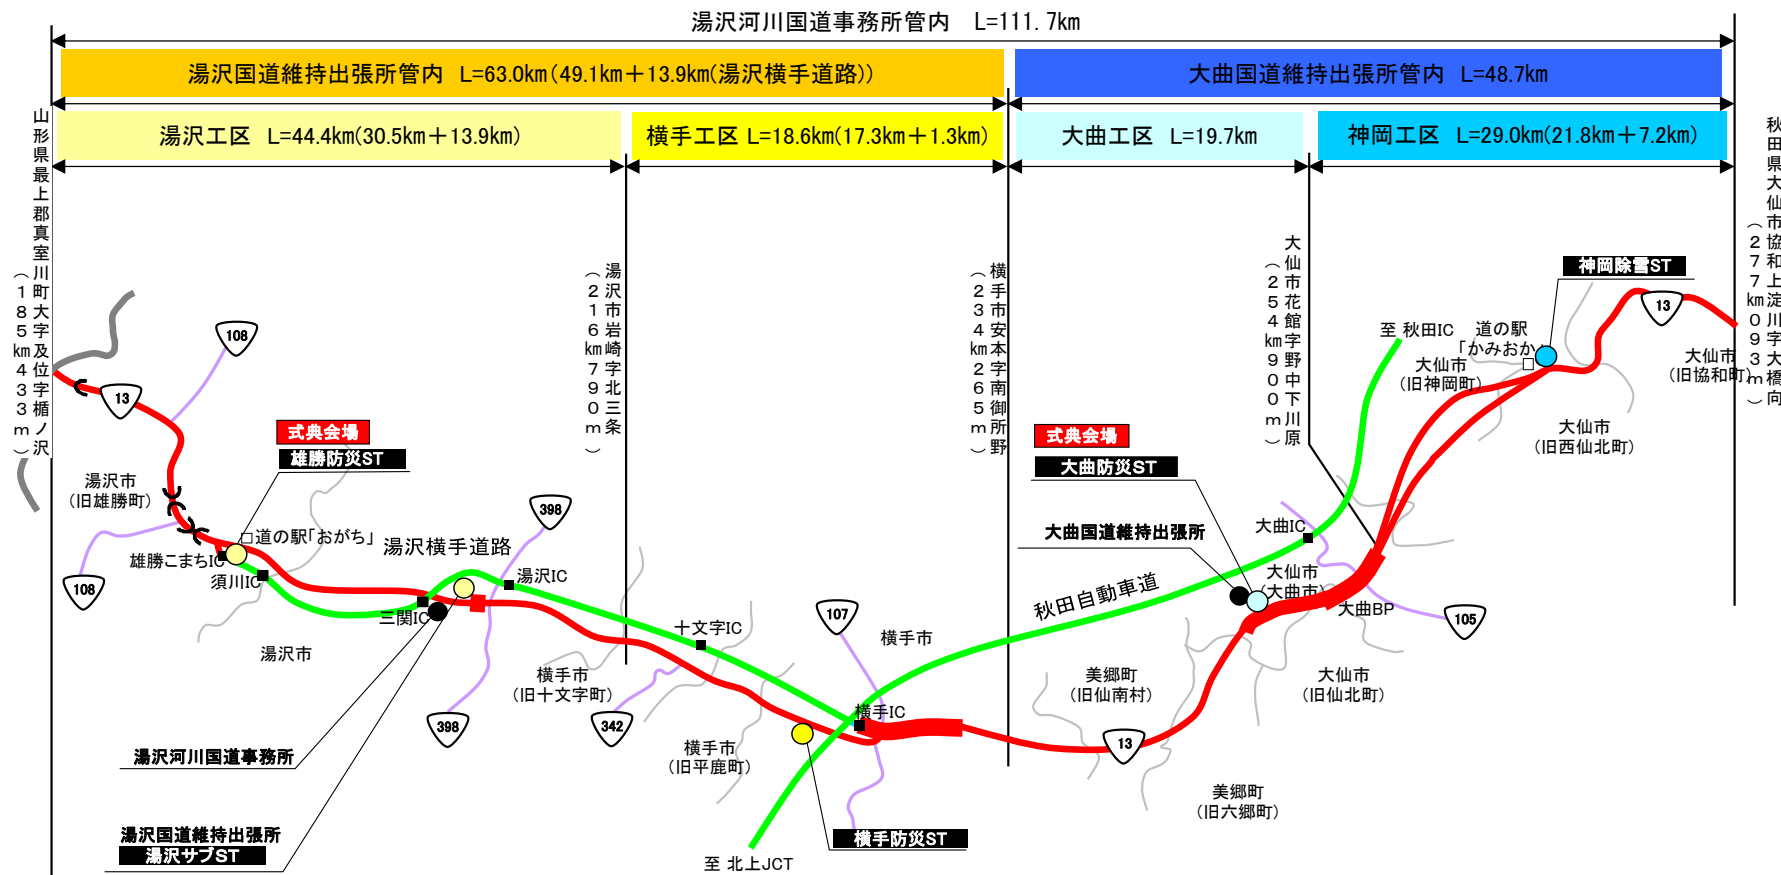 湯沢河川国道事務所管内　L=111.7km
湯沢国道維持出張所管内　L=63.0km(49.1km＋13.9km(湯沢横手道路))
大曲国道維持出張所管内　L=48.7km
湯沢工区　L=44.4km(30.5km＋13.9km)
横手工区 L=18.6km(17.3km＋1.3km)
大曲工区　L=19.7km
神岡工区　L=29.0km(21.8km＋7.2km)
山形県最上郡真室川町大字及位字楯ノ沢
（185km433m）
湯沢市岩崎字北三条
（216km790m）
横手市安本字南御所野
（234km265m）
大仙市花館字野中下川原
（254km900m）
秋田県大仙市協和上淀川字大橋向
（277km093m）
神岡除雪ST
13
108
13
至 秋田IC
道の駅
「かみおか」
大仙市
（旧神岡町）
大仙市
（旧協和町）
大仙市
（旧西仙北町）
式典会場
雄勝防災ST
式典会場
大曲防災ST
湯沢市
（旧雄勝町）
398
道の駅「おがち」
湯沢横手道路
大曲国道維持出張所
大曲IC
雄勝こまちIC
須川IC
湯沢IC
大仙市
（大曲市）
108
三関IC
秋田自動車道
大曲BP
105
十文字IC
107
横手市
湯沢市
横手市
（旧十文字町）
美郷町
（旧仙南村）
大仙市
（旧仙北町）
398
342
横手IC
13
湯沢河川国道事務所
横手市
（旧平鹿町）
美郷町
（旧六郷町）
湯沢国道維持出張所
湯沢サブST
横手防災ST
至 北上JCT